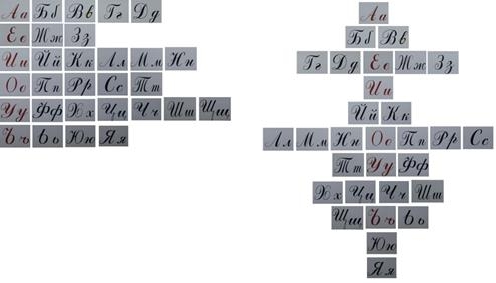 Аа Бб Вв Гг Дд
Ее Жж Зз
Ии Йй Кк Лл Мм Нн
Оо Пп Рр Сс Тт
Уу Фф Хх Цц Чч Шш Щщ
Ъъ Ьь Юю Яя
Аа
Бб Вв
Гг Дд Ее Жж Зз
Ии
Йй Кк
Лл Мм Нн Оо Пп Рр Сс
Тт Уу Фф
Хх Цц Чч Шш
Щщ Ъъ Ьь
Юю
Яя